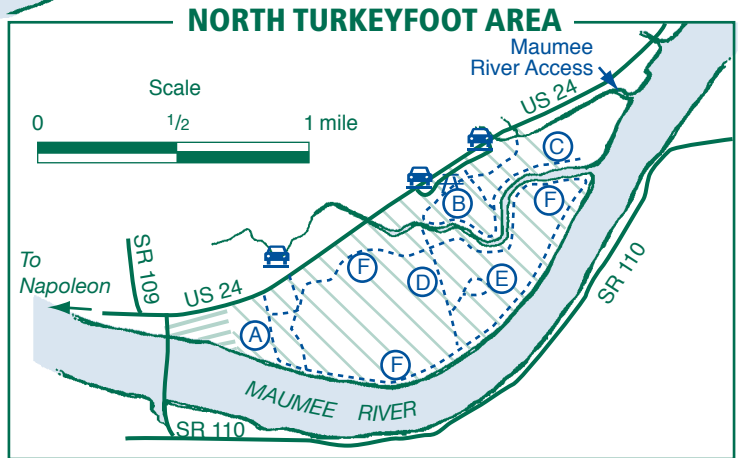 NORTH TURKEYFOOT AREA
Maumee
River Access
Scale
0 1/2 1 mile
US 24
C
B
F
To
Napoleon
SR 109
US 24
F
D
E
SR 110
A
F
MAUMEE RIVER
SR 110